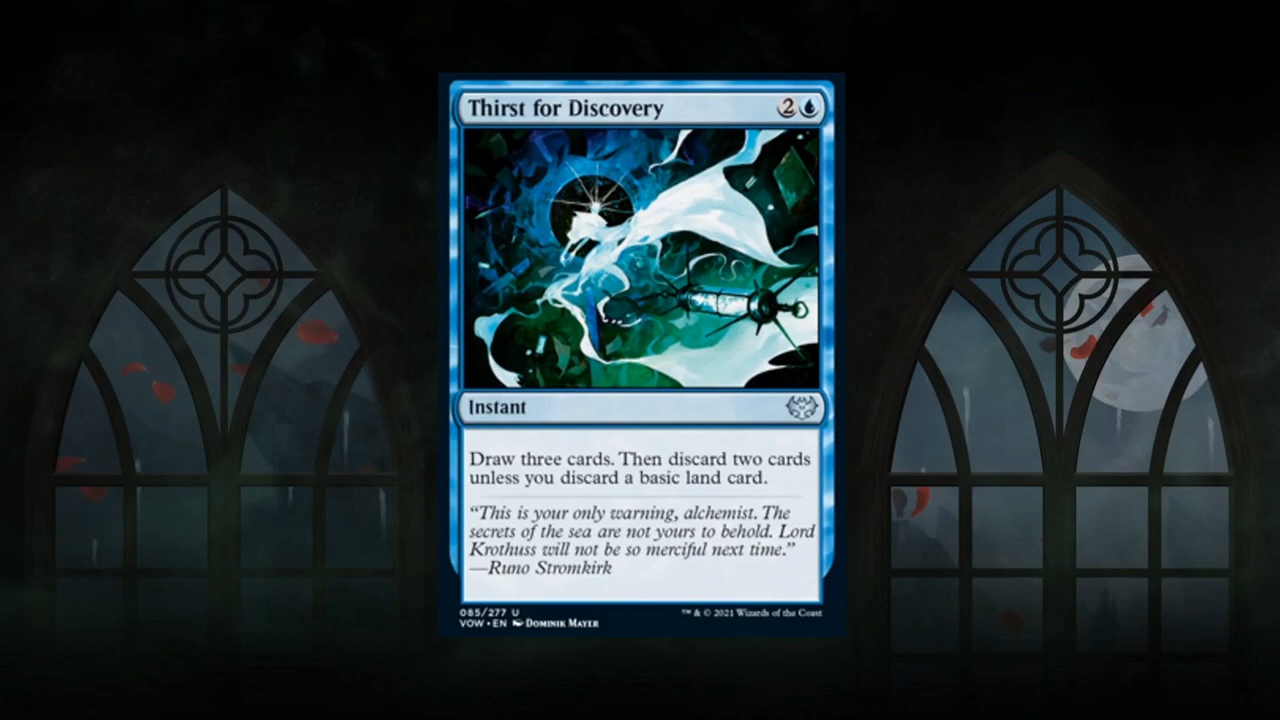 Thirst for Discovery 2
Instant
Draw three cards. Then discard two cards
unless you discard a basic land card.
“This is your only warning, alchemist. The
secrets of the sea are not yours to behold. Lord
Krothuss will not be so merciful next time.”
—Runo Stromkirk
085/277 U
™ & © 2021 Wizards of the Coast
VOW • EN Dominik Mayer